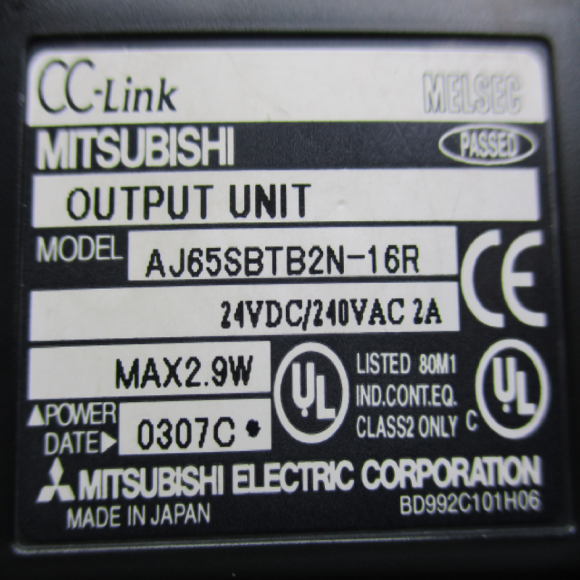 CC-Link MELSEC
MITSUBISHI PASSED
OUTPUT UNIT
MODEL AJ65SBTB2N-16R
CE
24VDC/240VAC 2A
MAX2.9W
▲POWER
DATE▶ 0307C •
UL
LISTED 80M1
IND.CONT.EQ.
CLASS2 ONLY
C UL
MITSUBISHI ELECTRIC CORPORATION
MADE IN JAPAN BD992C101H06